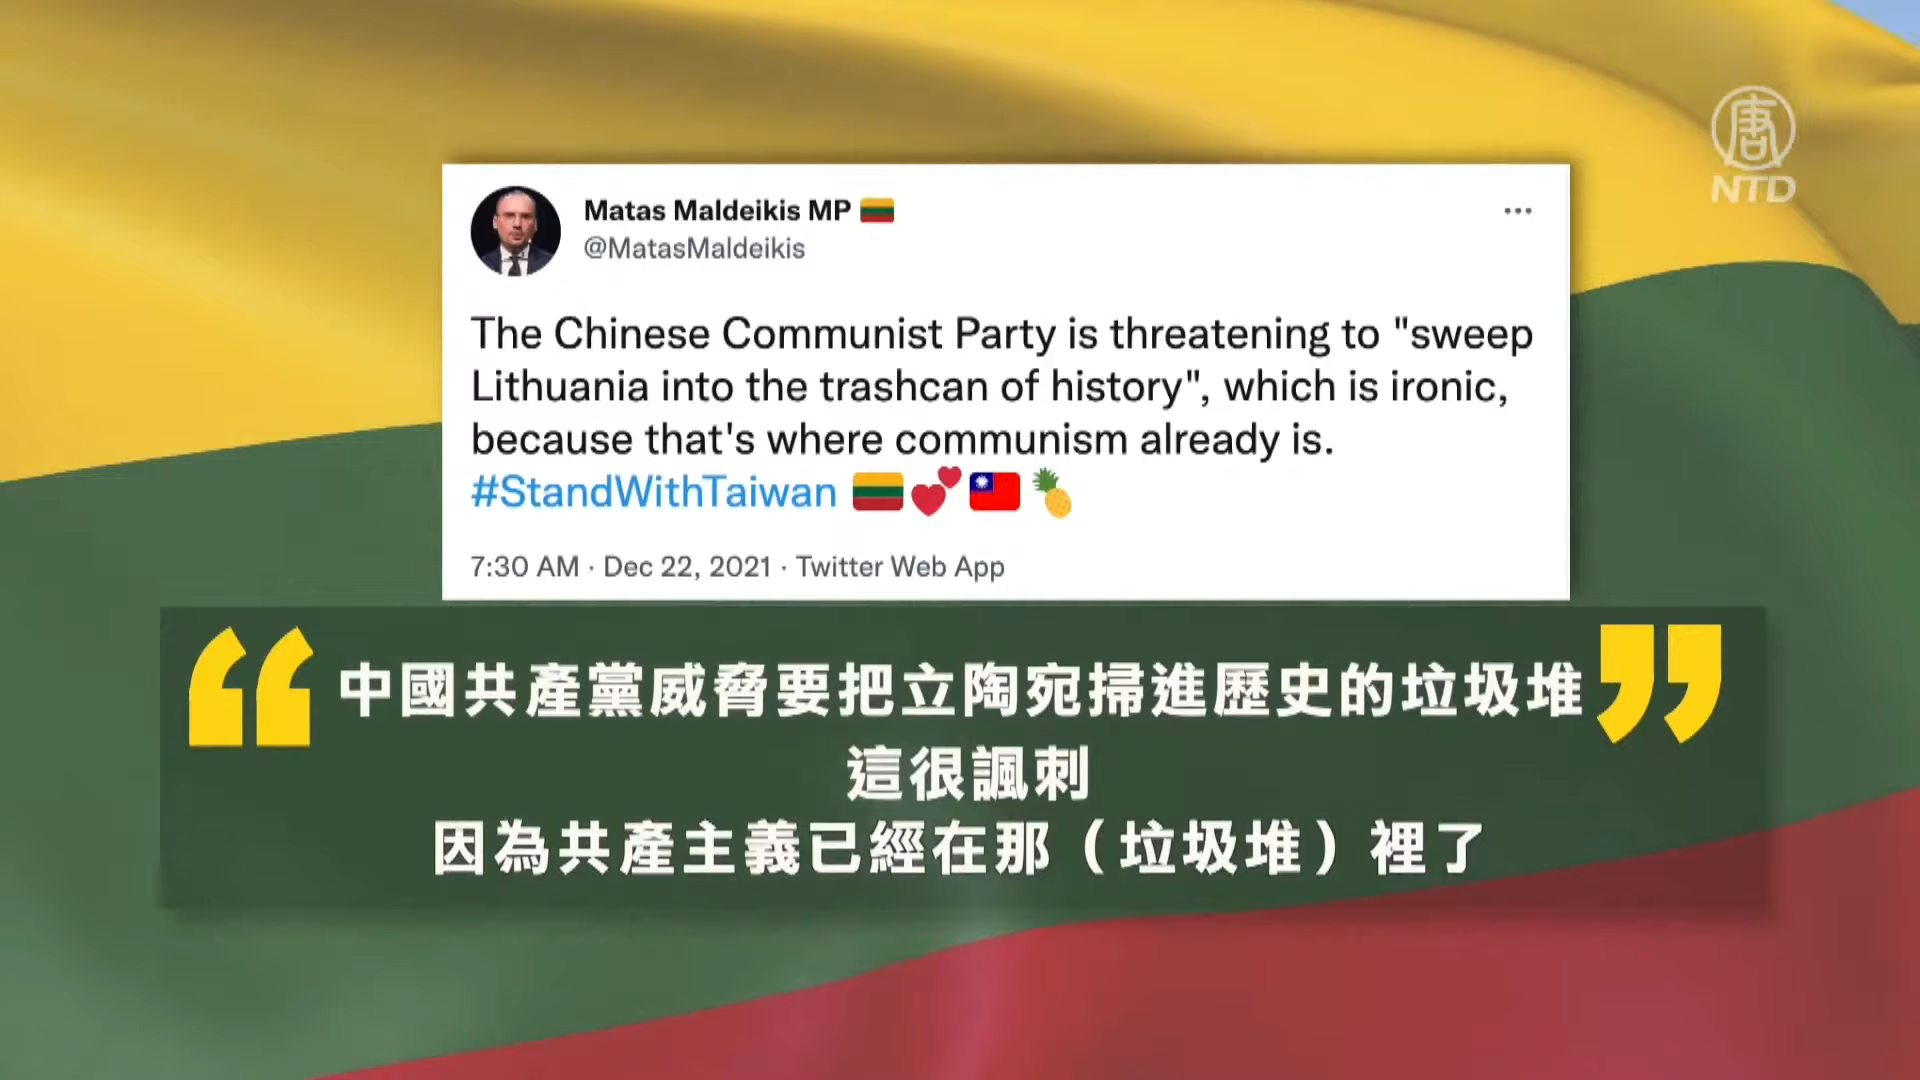 唐
NTD
Matas Maldeikis MP 🇱🇹
@MatasMaldeikis
The Chinese Communist Party is threatening to "sweep
Lithuania into the trashcan of history", which is ironic,
because that's where communism already is.
#StandWithTaiwan 🇱🇹💕🇹🇼🍍
7:30 AM · Dec 22, 2021 · Twitter Web App
“中國共產黨威脅要把立陶宛掃進歷史的垃圾堆”
這很諷刺
因為共產主義已經在那（垃圾堆）裡了